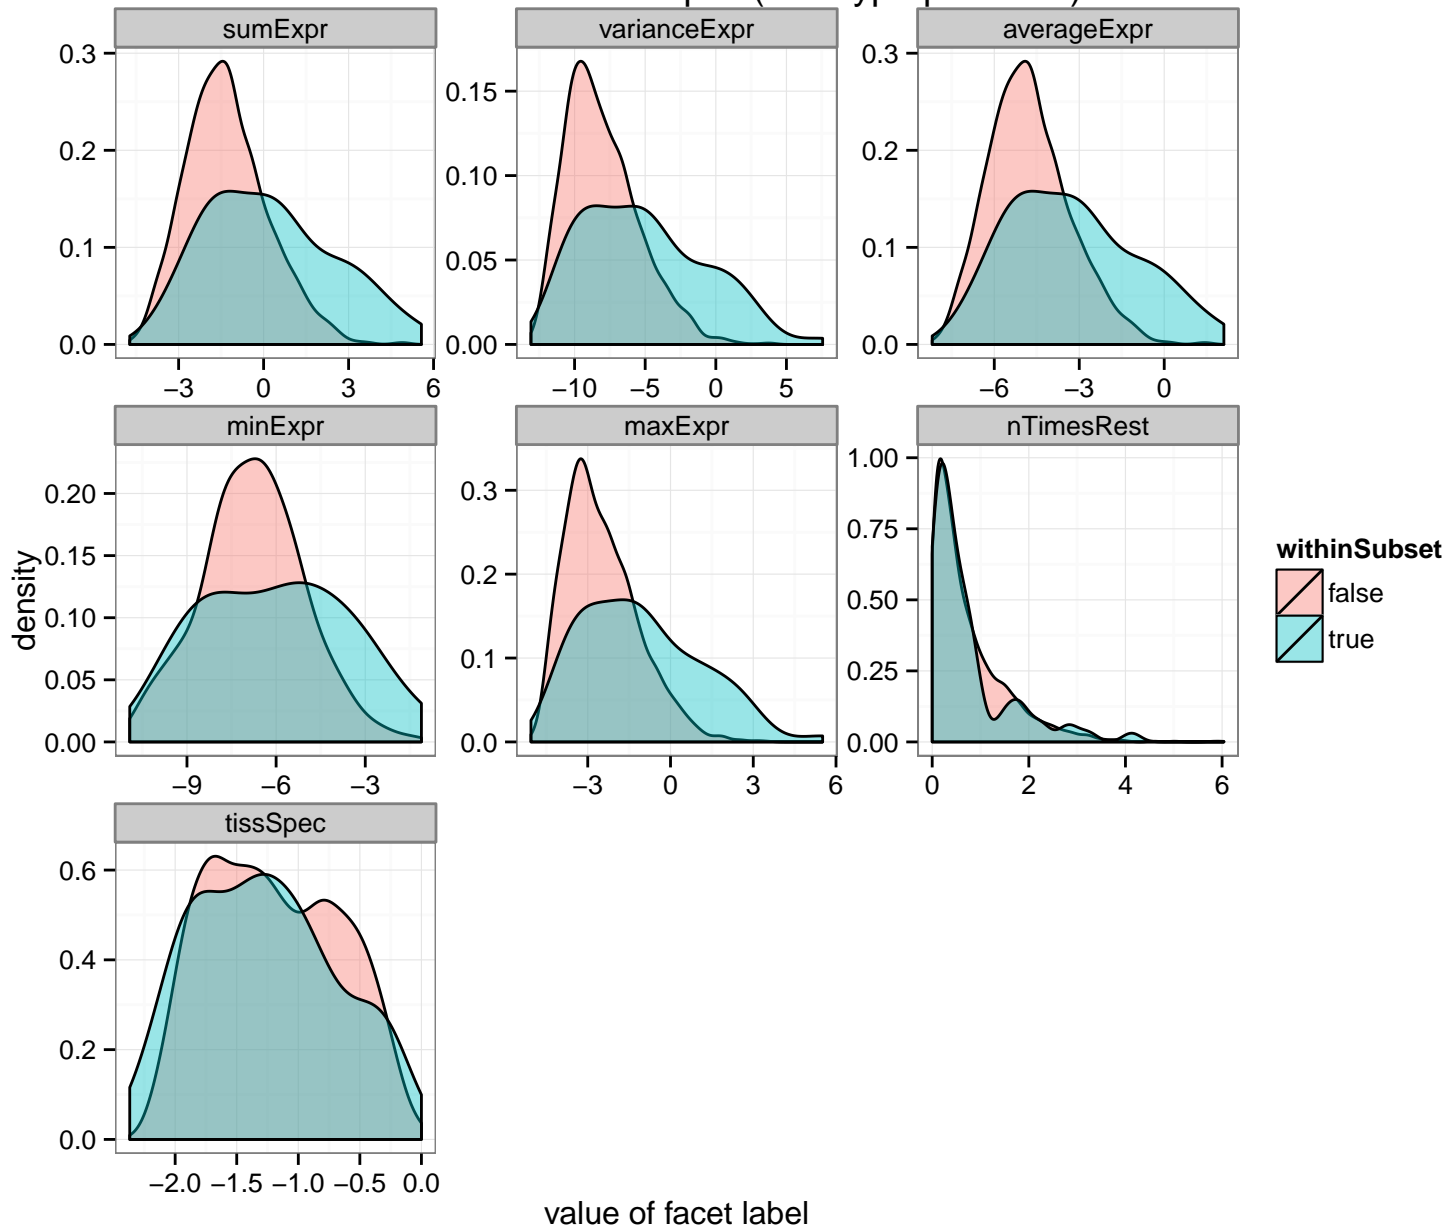 sumExpr
varianceExpr
averageExpr
0.3
0.2
0.1
0.0
0.15
0.10
0.05
0.00
0.3
0.2
0.1
0.0
−3 0 3 6
−10 −5 0 5
−6 −3 0
minExpr
maxExpr
nTimesRest
0.20
0.15
0.10
0.05
0.00
0.3
0.2
0.1
0.0
1.00
0.75
0.50
0.25
0.00
−9 −6 −3
−3 0 3 6
0 2 4 6
tissSpec
0.6
0.4
0.2
0.0
−2.0 −1.5 −1.0 −0.5 0.0
density
value of facet label
withinSubset
false
true